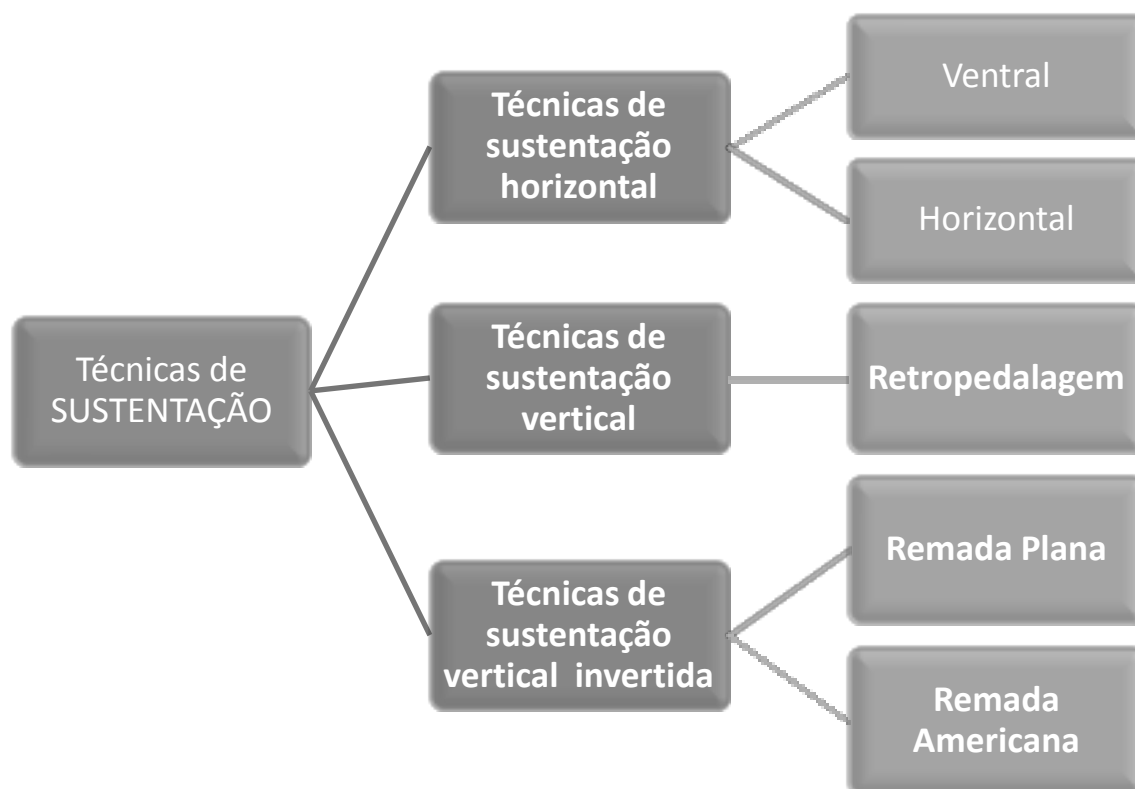 Técnicas de
SUSTENTAÇÃO
Técnicas de
sustentação
horizontal
Ventral
Horizontal
Técnicas de
sustentação
vertical
Retropedalagem
Técnicas de
sustentação
vertical invertida
Remada Plana
Remada
Americana